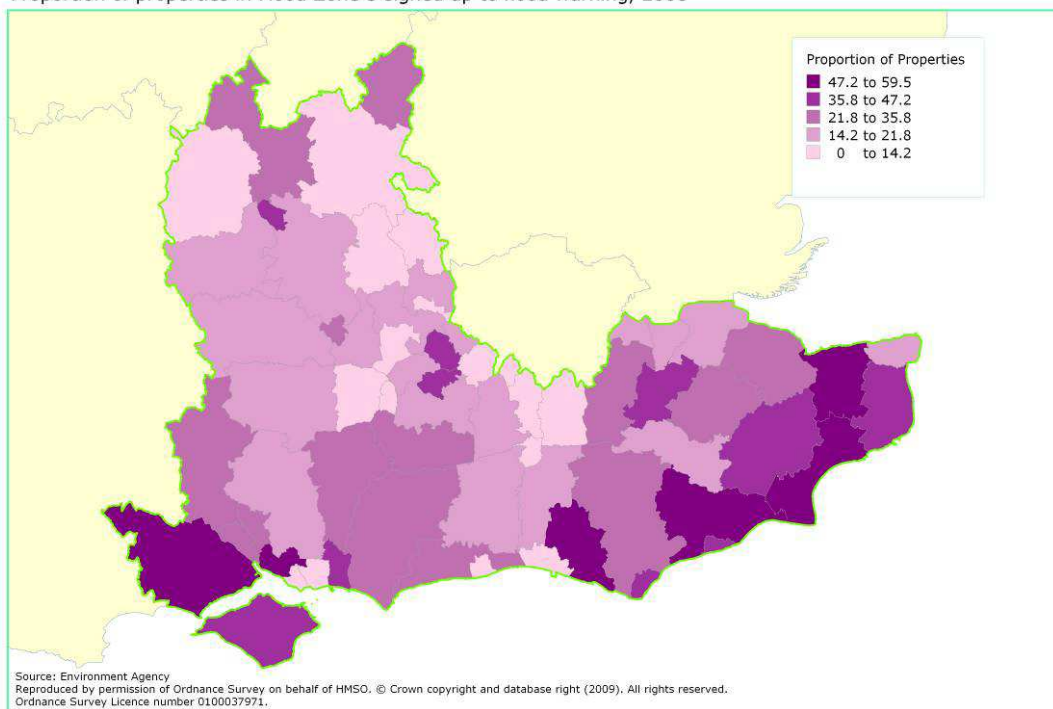 Proportion of Properties
47.2 to 59.5
35.8 to 47.2
21.8 to 35.8
14.2 to 21.8
0 to 14.2
Source: Environment Agency
Reproduced by permission of Ordnance Survey on behalf of HMSO. © Crown copyright and database right (2009). All rights reserved.
Ordnance Survey Licence number 0100037971.